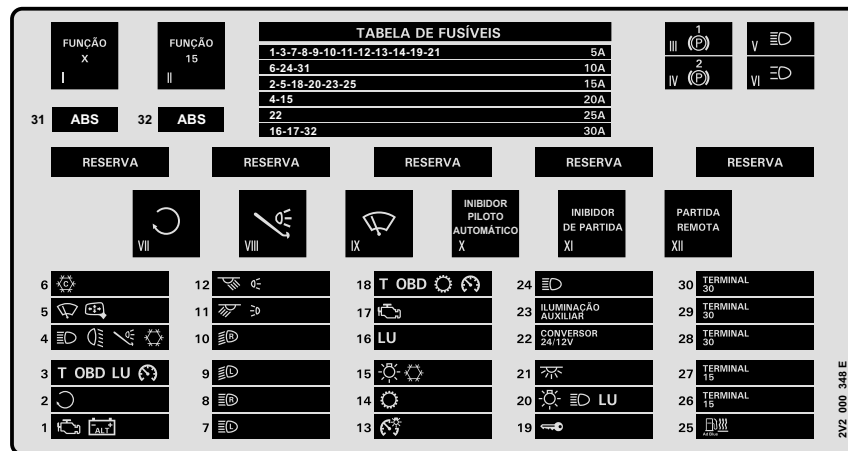 FUNÇÃO
X
I
FUNÇÃO
15
II
TABELA DE FUSÍVEIS
1-3-7-8-9-10-11-12-13-14-19-21 5A
6-24-31 10A
2-5-18-20-23-25 15A
4-15 20A
22 25A
16-17-32 30A
1
III (P)
V
2
IV (P)
VI
31 ABS
32 ABS
RESERVA RESERVA RESERVA RESERVA RESERVA
VII
VIII
IX
INIBIDOR
PILOTO
AUTOMÁTICO
X
INIBIDOR
DE PARTIDA
XI
PARTIDA
REMOTA
XII
6 C
5
4
3 T OBD LU
2
1 ALT
12
11
10 R
9 L
8 R
7 L
18 T OBD
17
16 LU
15
14
13
24
23 ILUMINAÇÃO
AUXILIAR
22 CONVERSOR
24/12V
21
20 LU
19
30 TERMINAL
30
29 TERMINAL
30
28 TERMINAL
30
27 TERMINAL
15
26 TERMINAL
15
25 Ad Blue
2V2 000 348 E